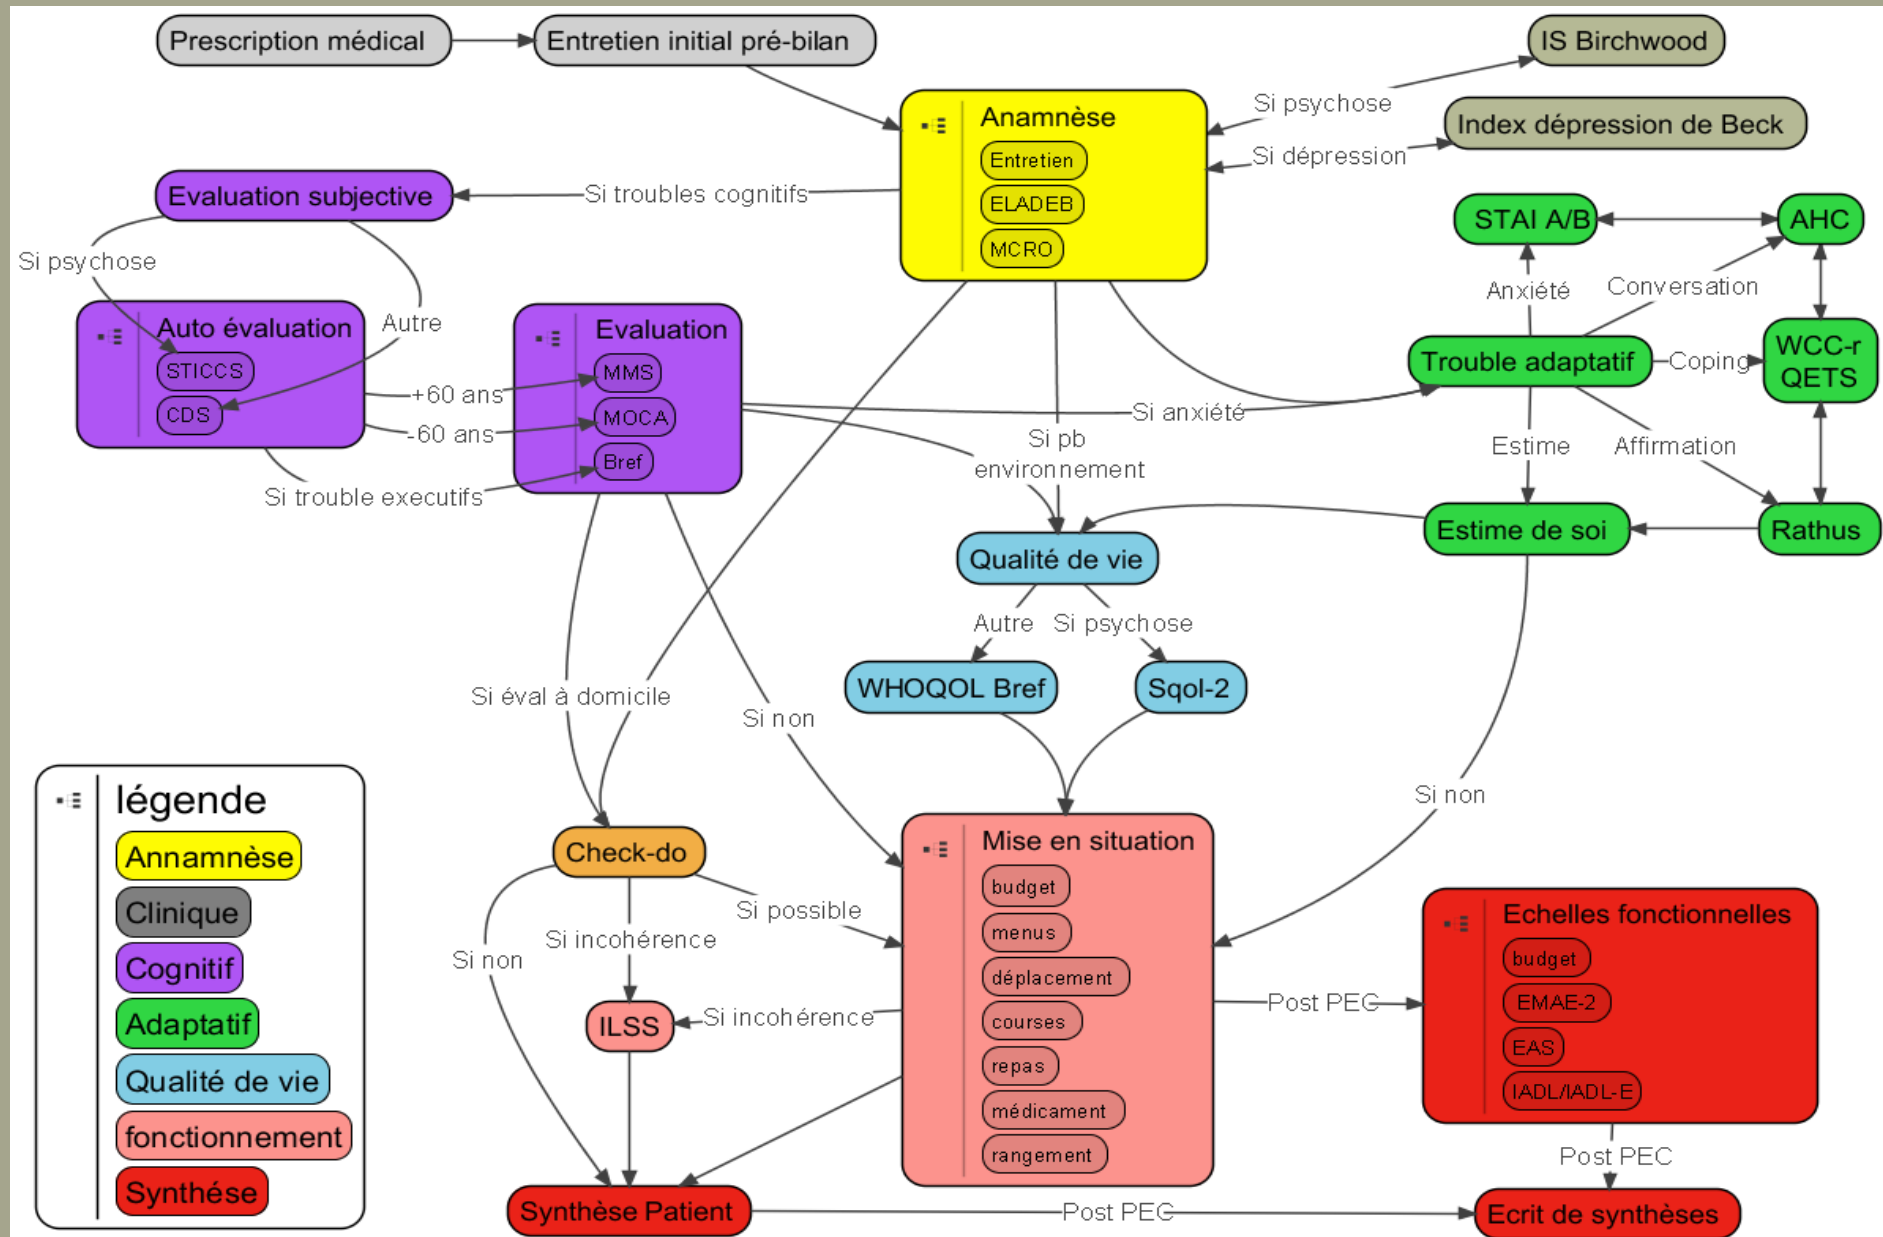 Prescription médical
Entretien initial pré-bilan
IS Birchwood
Si psychose
Index dépression de Beck
Si dépression
Anamnèse
Entretien
ELADEB
MCRO
Si troubles cognitifs
Evaluation subjective
Si psychose
Autre
Auto évaluation
STICCS
CDS
+60 ans
-60 ans
Si trouble executifs
Evaluation
MMS
MOCA
Bref
Si anxiété
Si pb
environnement
STAI A/B
AHC
Anxiété
Conversation
Trouble adaptatif
Coping
WCC-r
QETS
Estime
Affirmation
Estime de soi
Rathus
Qualité de vie
Autre
Si psychose
WHOQOL Bref
Sqol-2
Si éval à domicile
Si non
Si non
Check-do
Si possible
Si incohérence
Si non
ILSS
Si incohérence
Mise en situation
budget
menus
déplacement
courses
repas
médicament
rangement
Post PEC
Echelles fonctionnelles
budget
EMAE-2
EAS
IADL/IADL-E
Post PEC
Synthèse Patient
Post PEC
Ecrit de synthèses
légende
Annamnèse
Clinique
Cognitif
Adaptatif
Qualité de vie
fonctionnement
Synthése